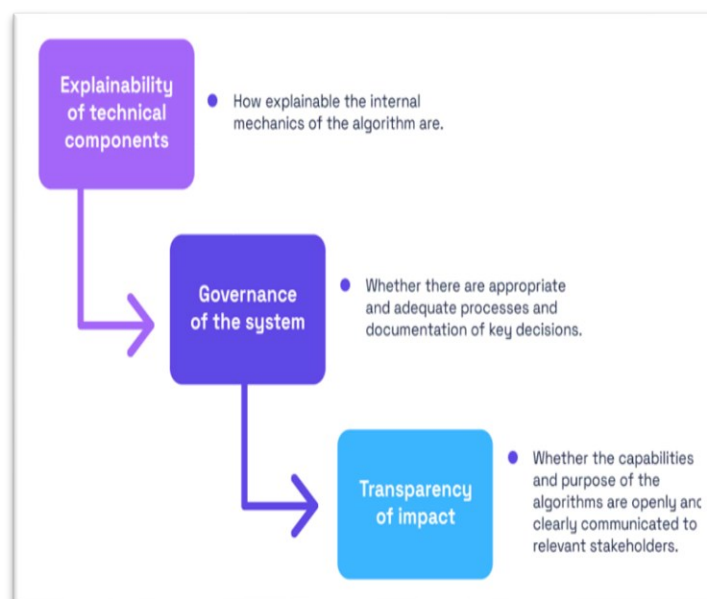 Explainability
of technical
components
How explainable the internal
mechanics of the algorithm are.
Governance
of the system
Whether there are appropriate
and adequate processes and
documentation of key decisions.
Transparency
of impact
Whether the capabilities
and purpose of the
algorithms are openly and
clearly communicated to
relevant stakeholders.